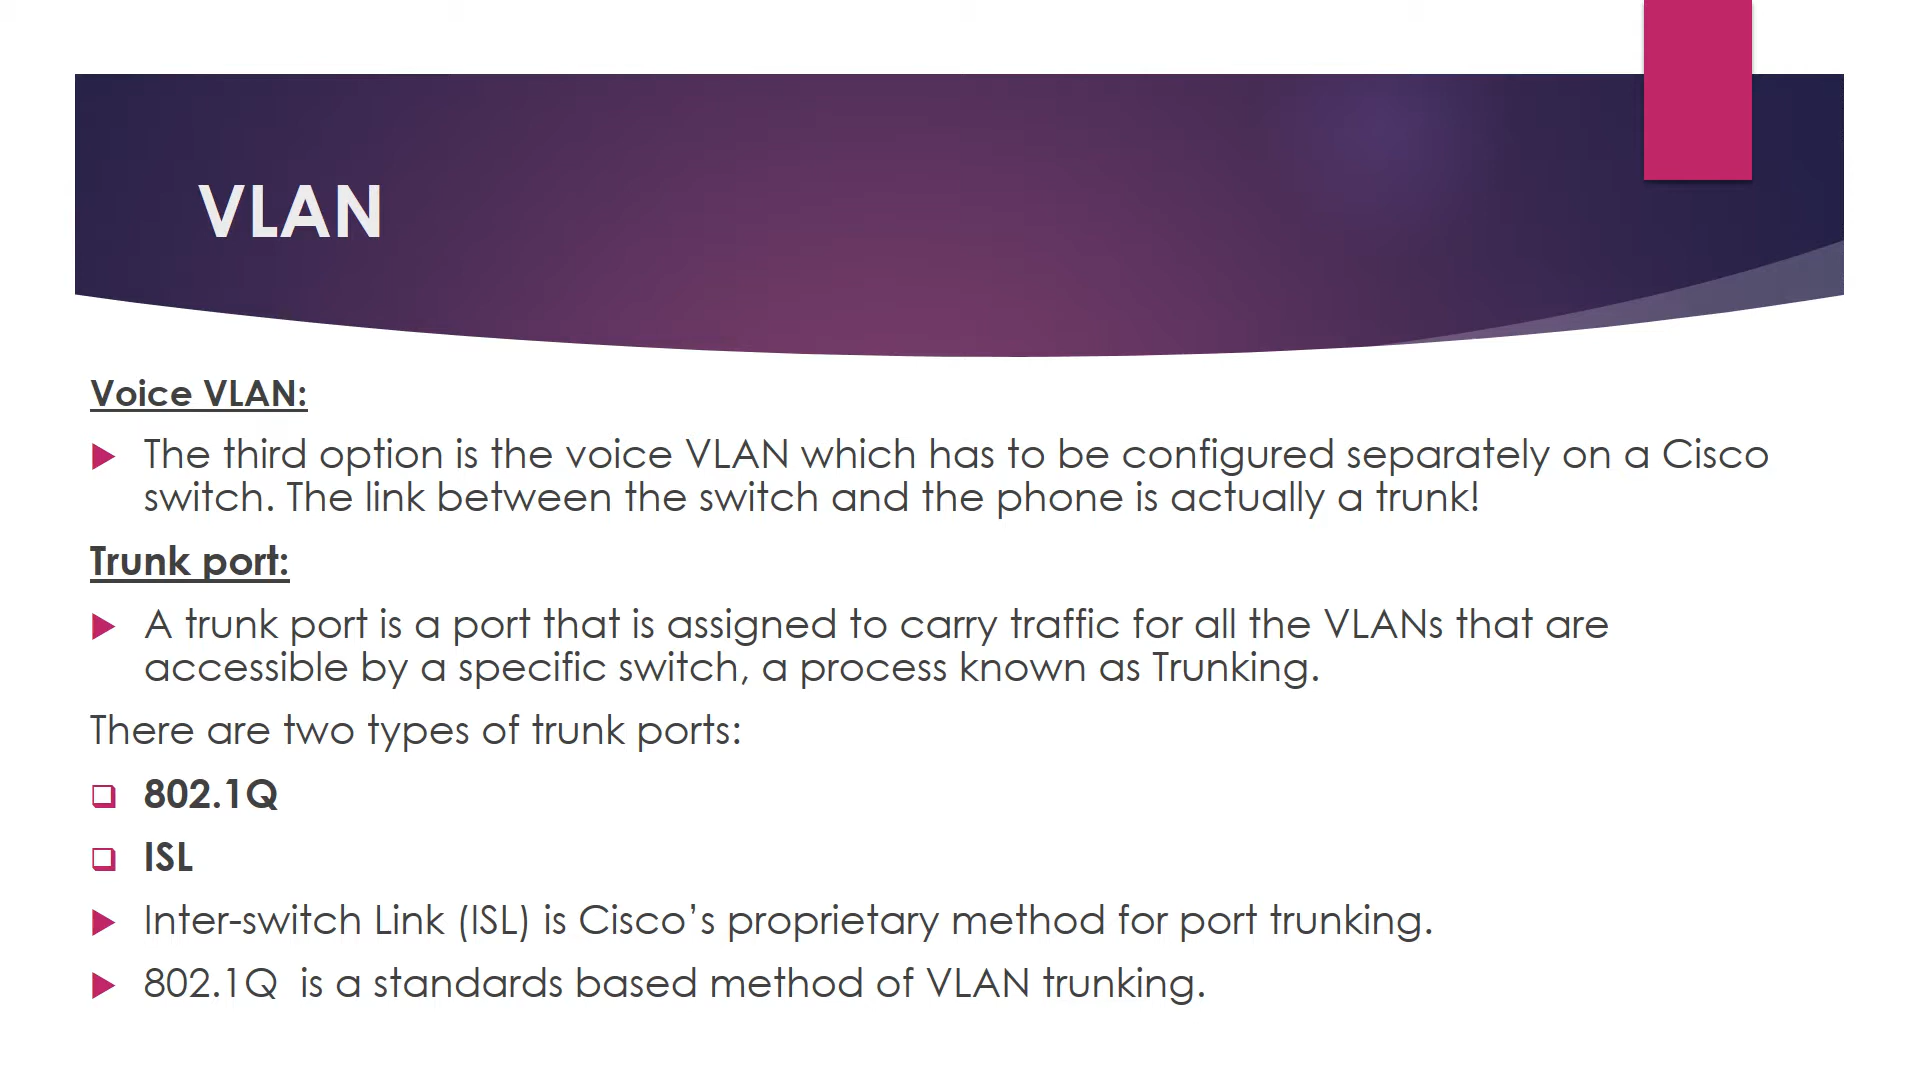 VLAN
Voice VLAN:
The third option is the voice VLAN which has to be configured separately on a Cisco
switch. The link between the switch and the phone is actually a trunk!
Trunk port:
A trunk port is a port that is assigned to carry traffic for all the VLANs that are
accessible by a specific switch, a process known as Trunking.
There are two types of trunk ports:
802.1Q
ISL
Inter-switch Link (ISL) is Cisco’s proprietary method for port trunking.
802.1Q  is a standards based method of VLAN trunking.